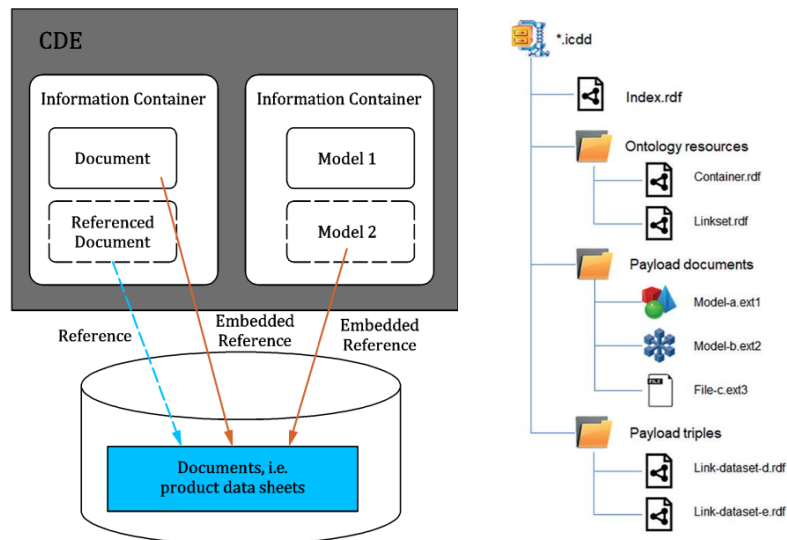 CDE
Information Container
Document
Referenced
Document
Information Container
Model 1
Model 2
Reference
Embedded
Reference
Embedded
Reference
Documents, i.e.
product data sheets
*.icdd
Index.rdf
Ontology resources
Container.rdf
Linkset.rdf
Payload documents
Model-a.ext1
Model-b.ext2
FILE
File-c.ext3
Payload triples
Link-dataset-d.rdf
Link-dataset-e.rdf